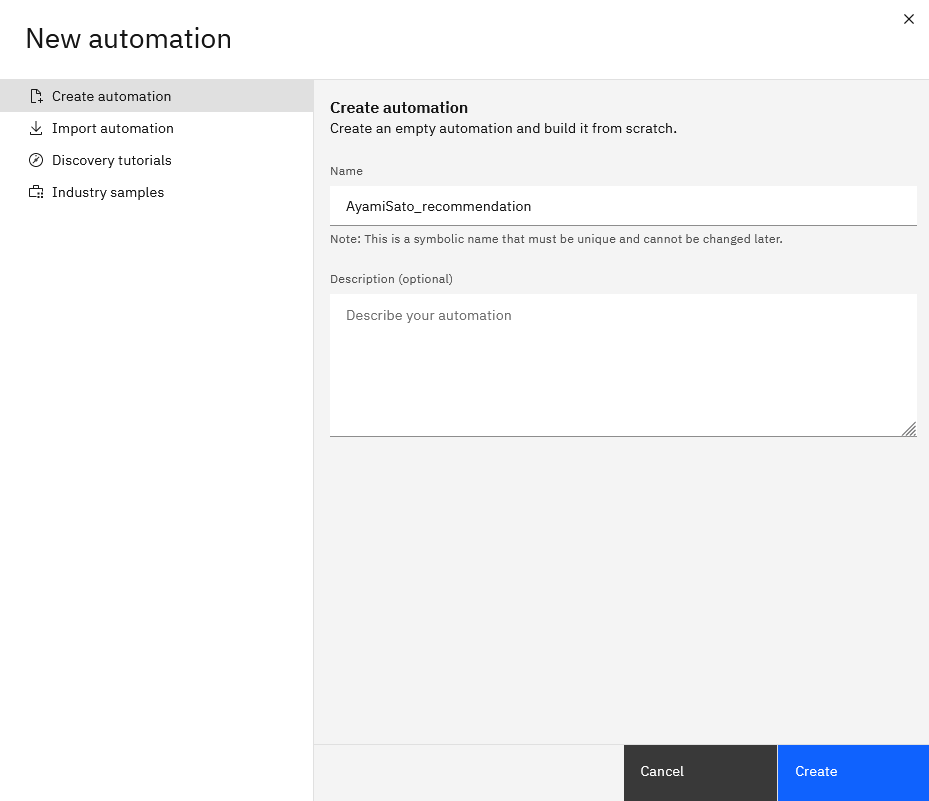 New automation
Create automation
Import automation
Discovery tutorials
Industry samples
Create automation
Create an empty automation and build it from scratch.
Name
AyamiSato_recommendation
Note: This is a symbolic name that must be unique and cannot be changed later.
Description (optional)
Describe your automation
Cancel
Create